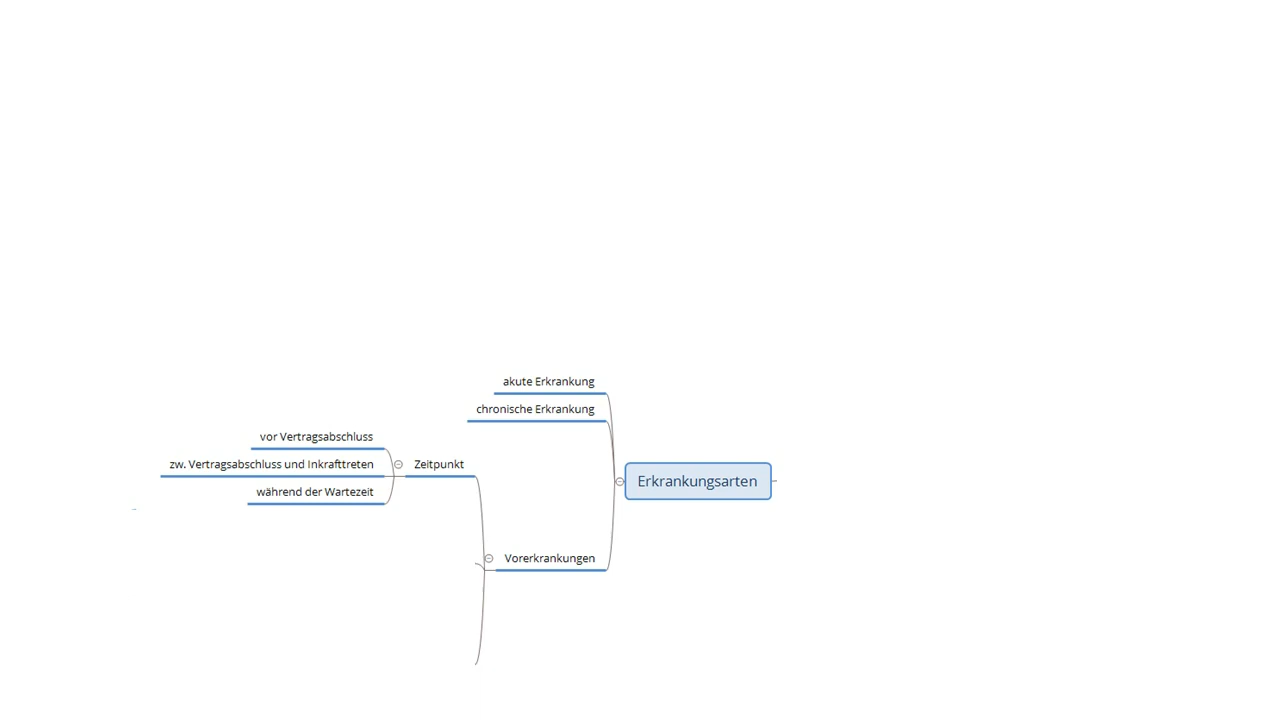 akute Erkrankung
chronische Erkrankung
vor Vertragsabschluss
zw. Vertragsabschluss und Inkrafttreten
Zeitpunkt
während der Wartezeit
Erkrankungsarten
Vorerkrankungen